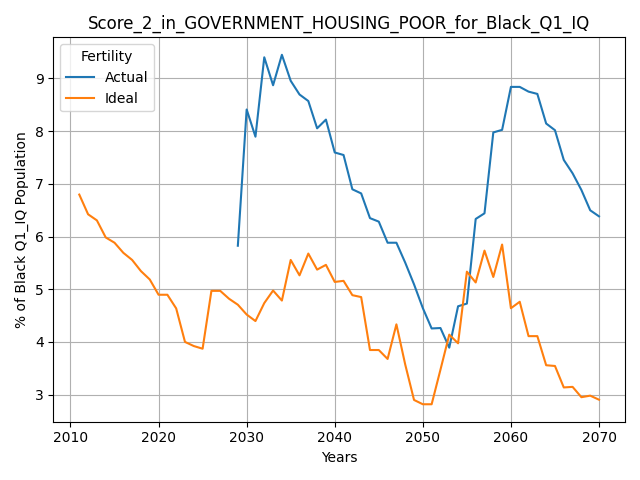 Score_2_in_GOVERNMENT_HOUSING_POOR_for_Black_Q1_IQ
Fertility
Actual
Ideal
% of Black Q1_IQ Population
9
8
7
6
5
4
3
2010 2020 2030 2040 2050 2060 2070
Years